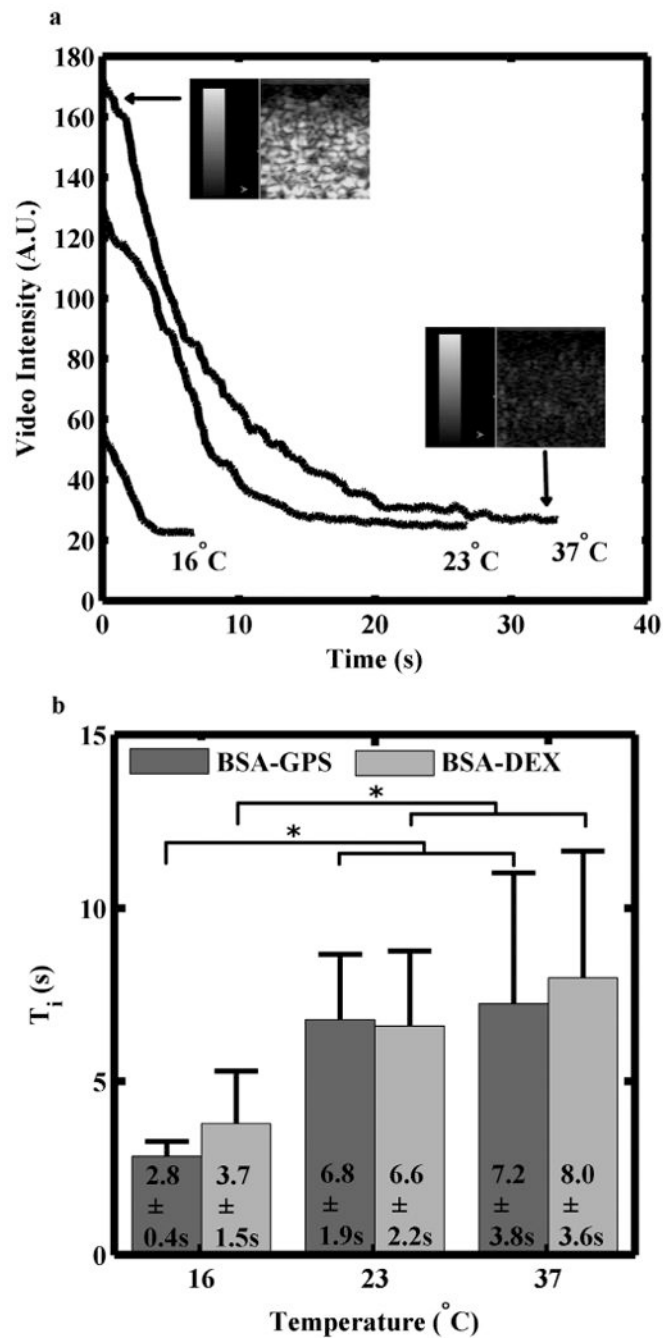 a
180
160
140
120
100
80
60
40
20
0
Video Intensity (A.U.)
16°C
23°C
37°C
0 10 20 30 40
Time (s)
b
15
10
5
0
T_i (s)
BSA-GPS BSA-DEX
*
*
2.8 ± 0.4s
3.7 ± 1.5s
6.8 ± 1.9s
6.6 ± 2.2s
7.2 ± 3.8s
8.0 ± 3.6s
16 23 37
Temperature (°C)